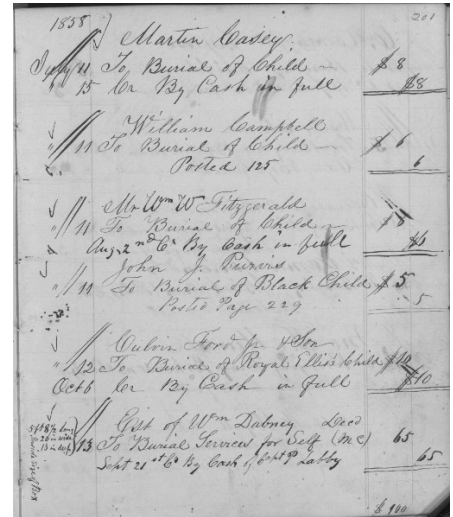 1858 201
Martin Casey
July 11 To Burial of Child $8
" 15 Cr By Cash in full $8
William Campbell
" 11 To Burial of Child $6
Posted 125 6
Mr Wm W Fitzgerald
" 11 To Burial of Child $8
Aug 2nd Cr By Cash in full
John J.
" 11 To Burial of Black Child $5
Posted Page 229 5
Calvin Ford jr & Son
" 12 To Burial of Royal Ellis's Child $10
Oct 6 Cr By Cash in full $10
Est of Wm Dabney Decd
" 13 To Burial Services for Self 65
Sept 21st Cr By Cash of Capt P Labby 65
$100